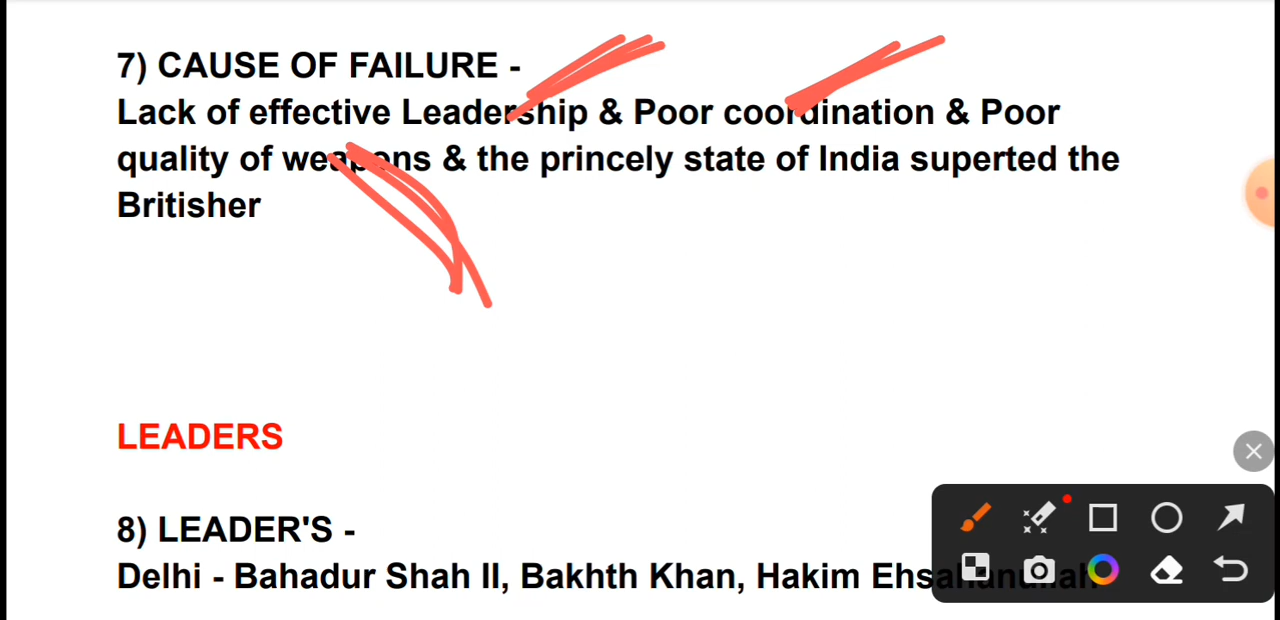 7) CAUSE OF FAILURE -
Lack of effective Leadership & Poor coordination & Poor
quality of weapons & the princely state of India superted the
Britisher
LEADERS
8) LEADER'S -
Delhi - Bahadur Shah II, Bakhth Khan, Hakim Ehsahanullah